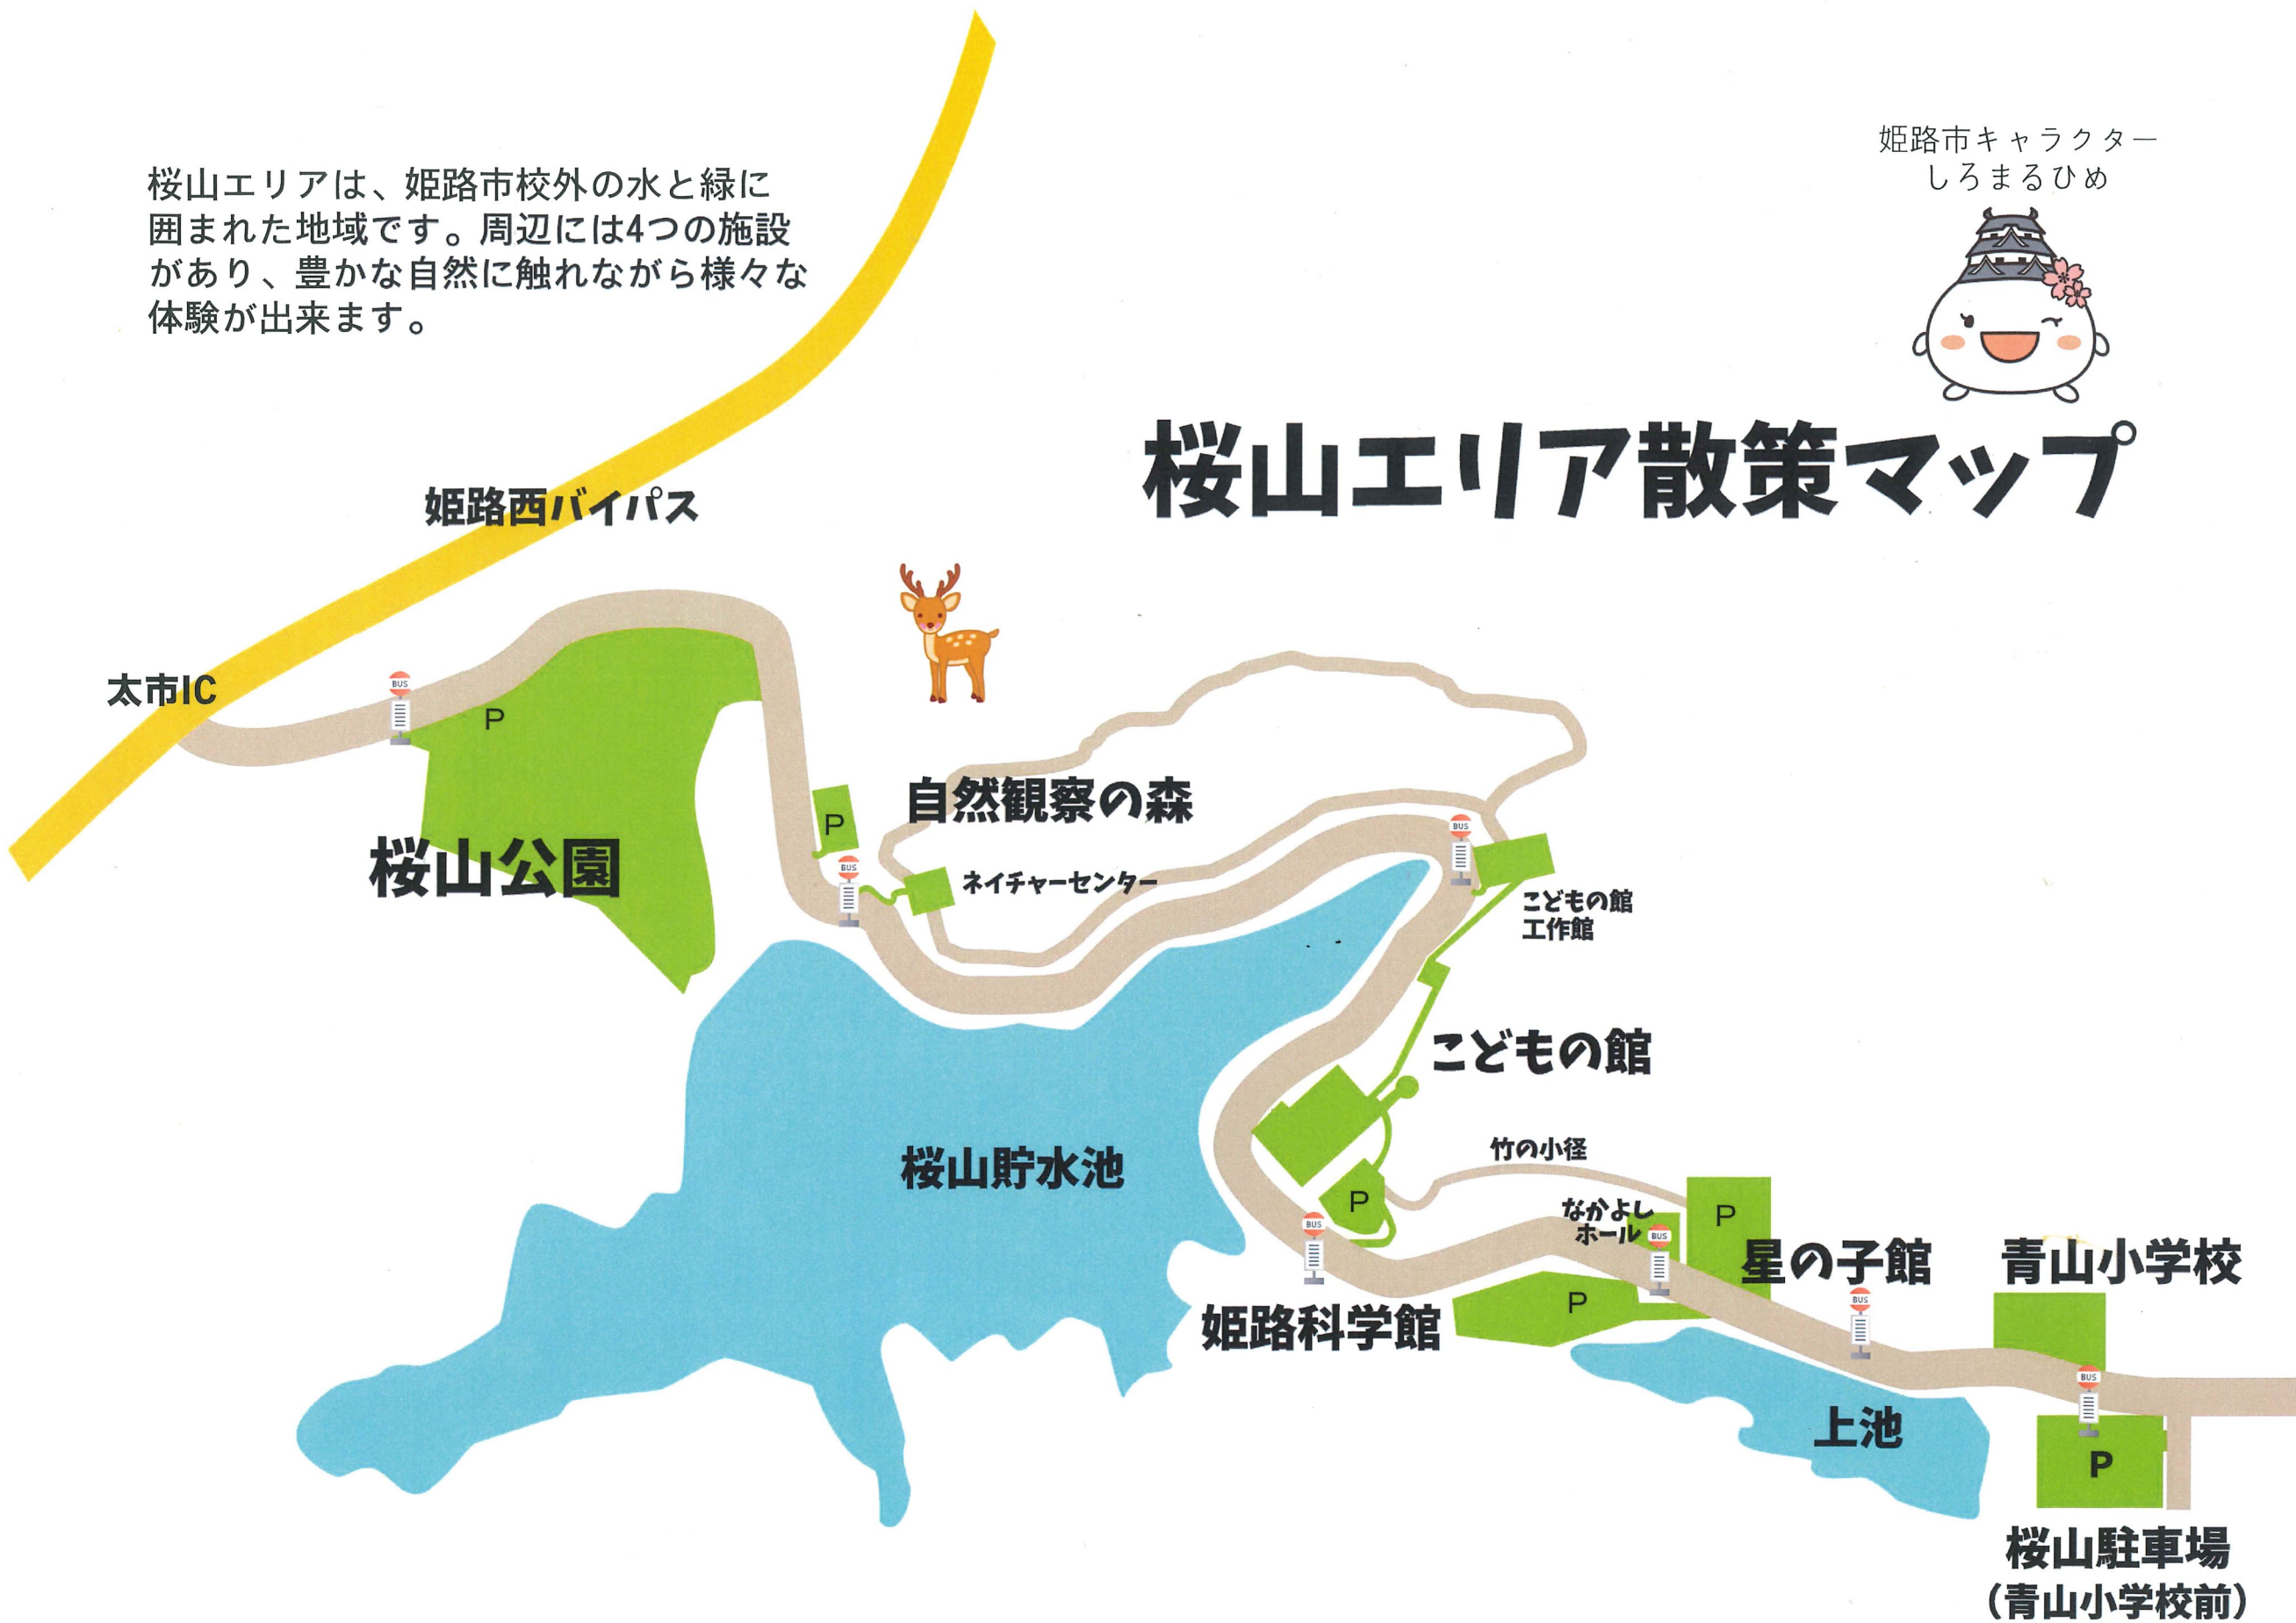 桜山エリアは、姫路市校外の水と緑に
囲まれた地域です。周辺には4つの施設
があり、豊かな自然に触れながら様々な
体験が出来ます。
姫路市キャラクター
しろまるひめ
桜山エリア散策マップ
姫路西バイパス
太市IC
BUS
P
桜山公園
P
BUS
自然観察の森
ネイチャーセンター
BUS
こどもの館
工作館
こどもの館
竹の小径
桜山貯水池
P
BUS
なかよし
ホール
BUS
P
星の子館
青山小学校
姫路科学館
P
BUS
BUS
上池
P
桜山駐車場
(青山小学校前)